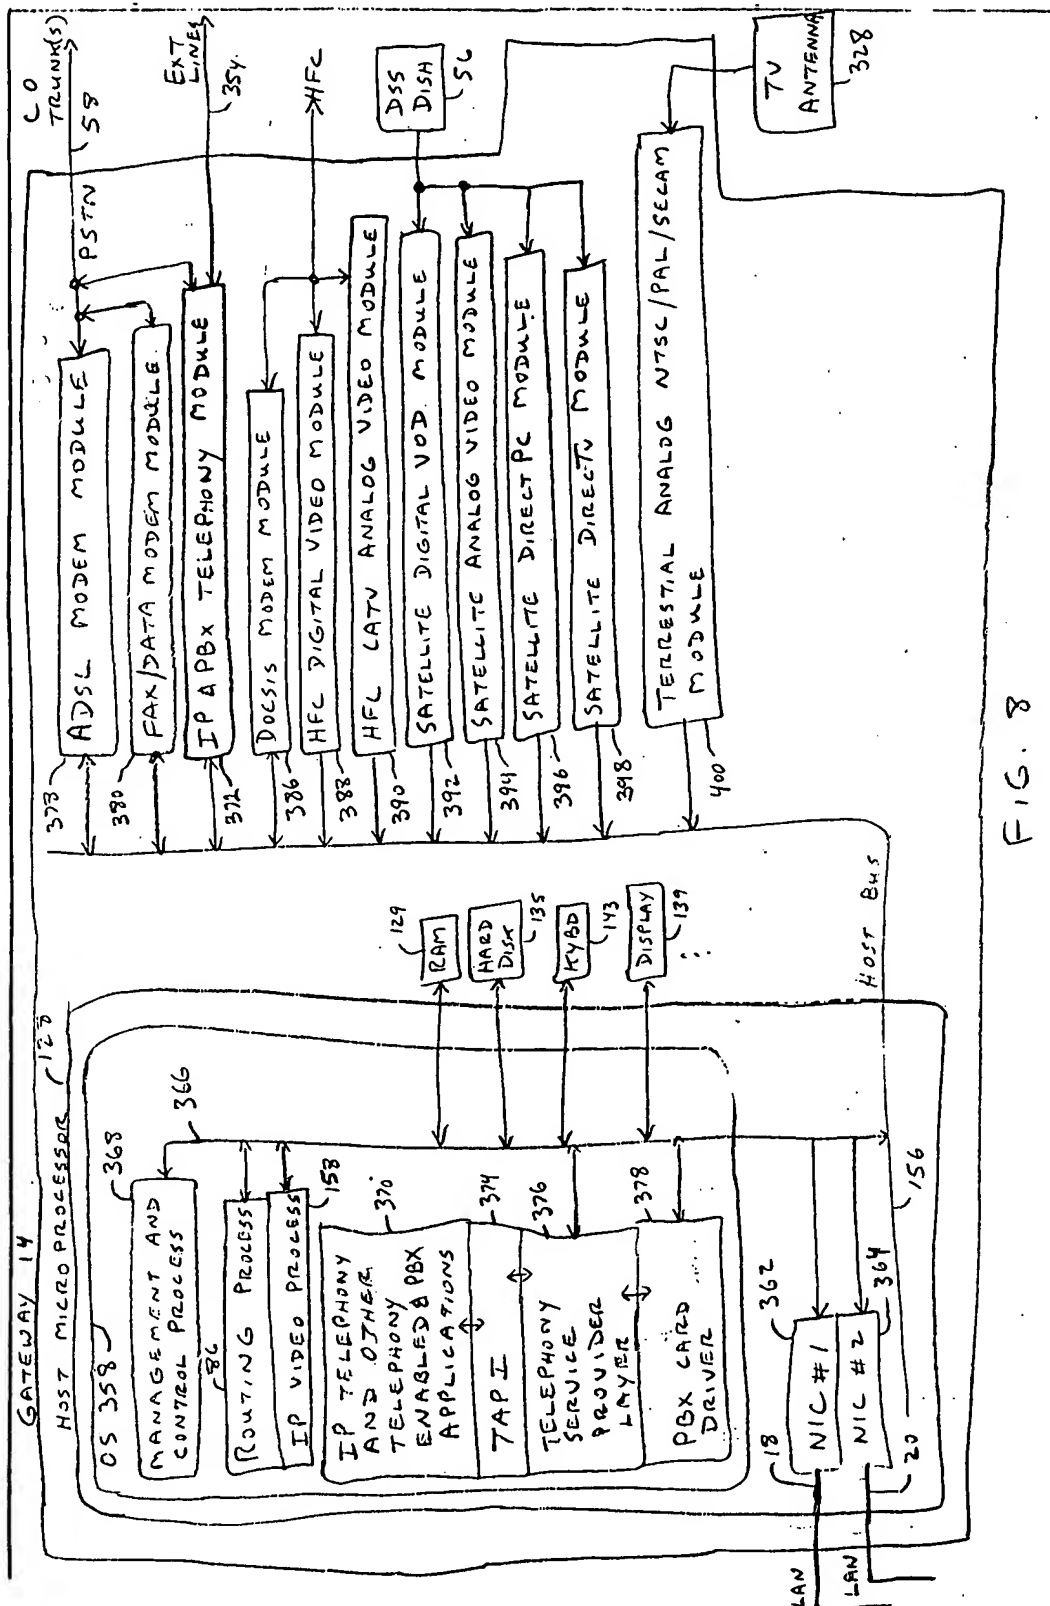 GATEWAY 14
HOST MICROPROCESSOR
128
OS 358
368
MANAGEMENT AND
CONTROL PROCESS
366
86
ROUTING PROCESS
IP VIDEO PROCESS
158
IP TELEPHONY
AND OTHER
TELEPHONY
ENABLED & PBX
APPLICATIONS
370
TAPI
374
TELEPHONY
SERVICE
PROVIDER
LAYER
376
PBX CARD
DRIVER
378
RAM
129
HARD
DISK
135
KYBD
143
DISPLAY
139
NIC #1
362
NIC #2
364
18
20
LAN
LAN
156
HOST BUS
378
ADSL MODEM MODULE
380
FAX/DATA MODEM MODULE
372
IP & PBX TELEPHONY MODULE
386
DOCSIS MODEM MODULE
388
HFC DIGITAL VIDEO MODULE
390
HFC CATV ANALOG VIDEO MODULE
392
SATELLITE DIGITAL VOD MODULE
394
SATELLITE ANALOG VIDEO MODULE
396
SATELLITE DIRECT PC MODULE
398
SATELLITE DIRECTV MODULE
400
TERRESTIAL ANALOG NTSC/PAL/SECAM
MODULE
CO
TRUNK(S)
58
PSTN
EXT
LINES
354
HFC
DSS
DISH
56
TV
ANTENNA
328
FIG. 8